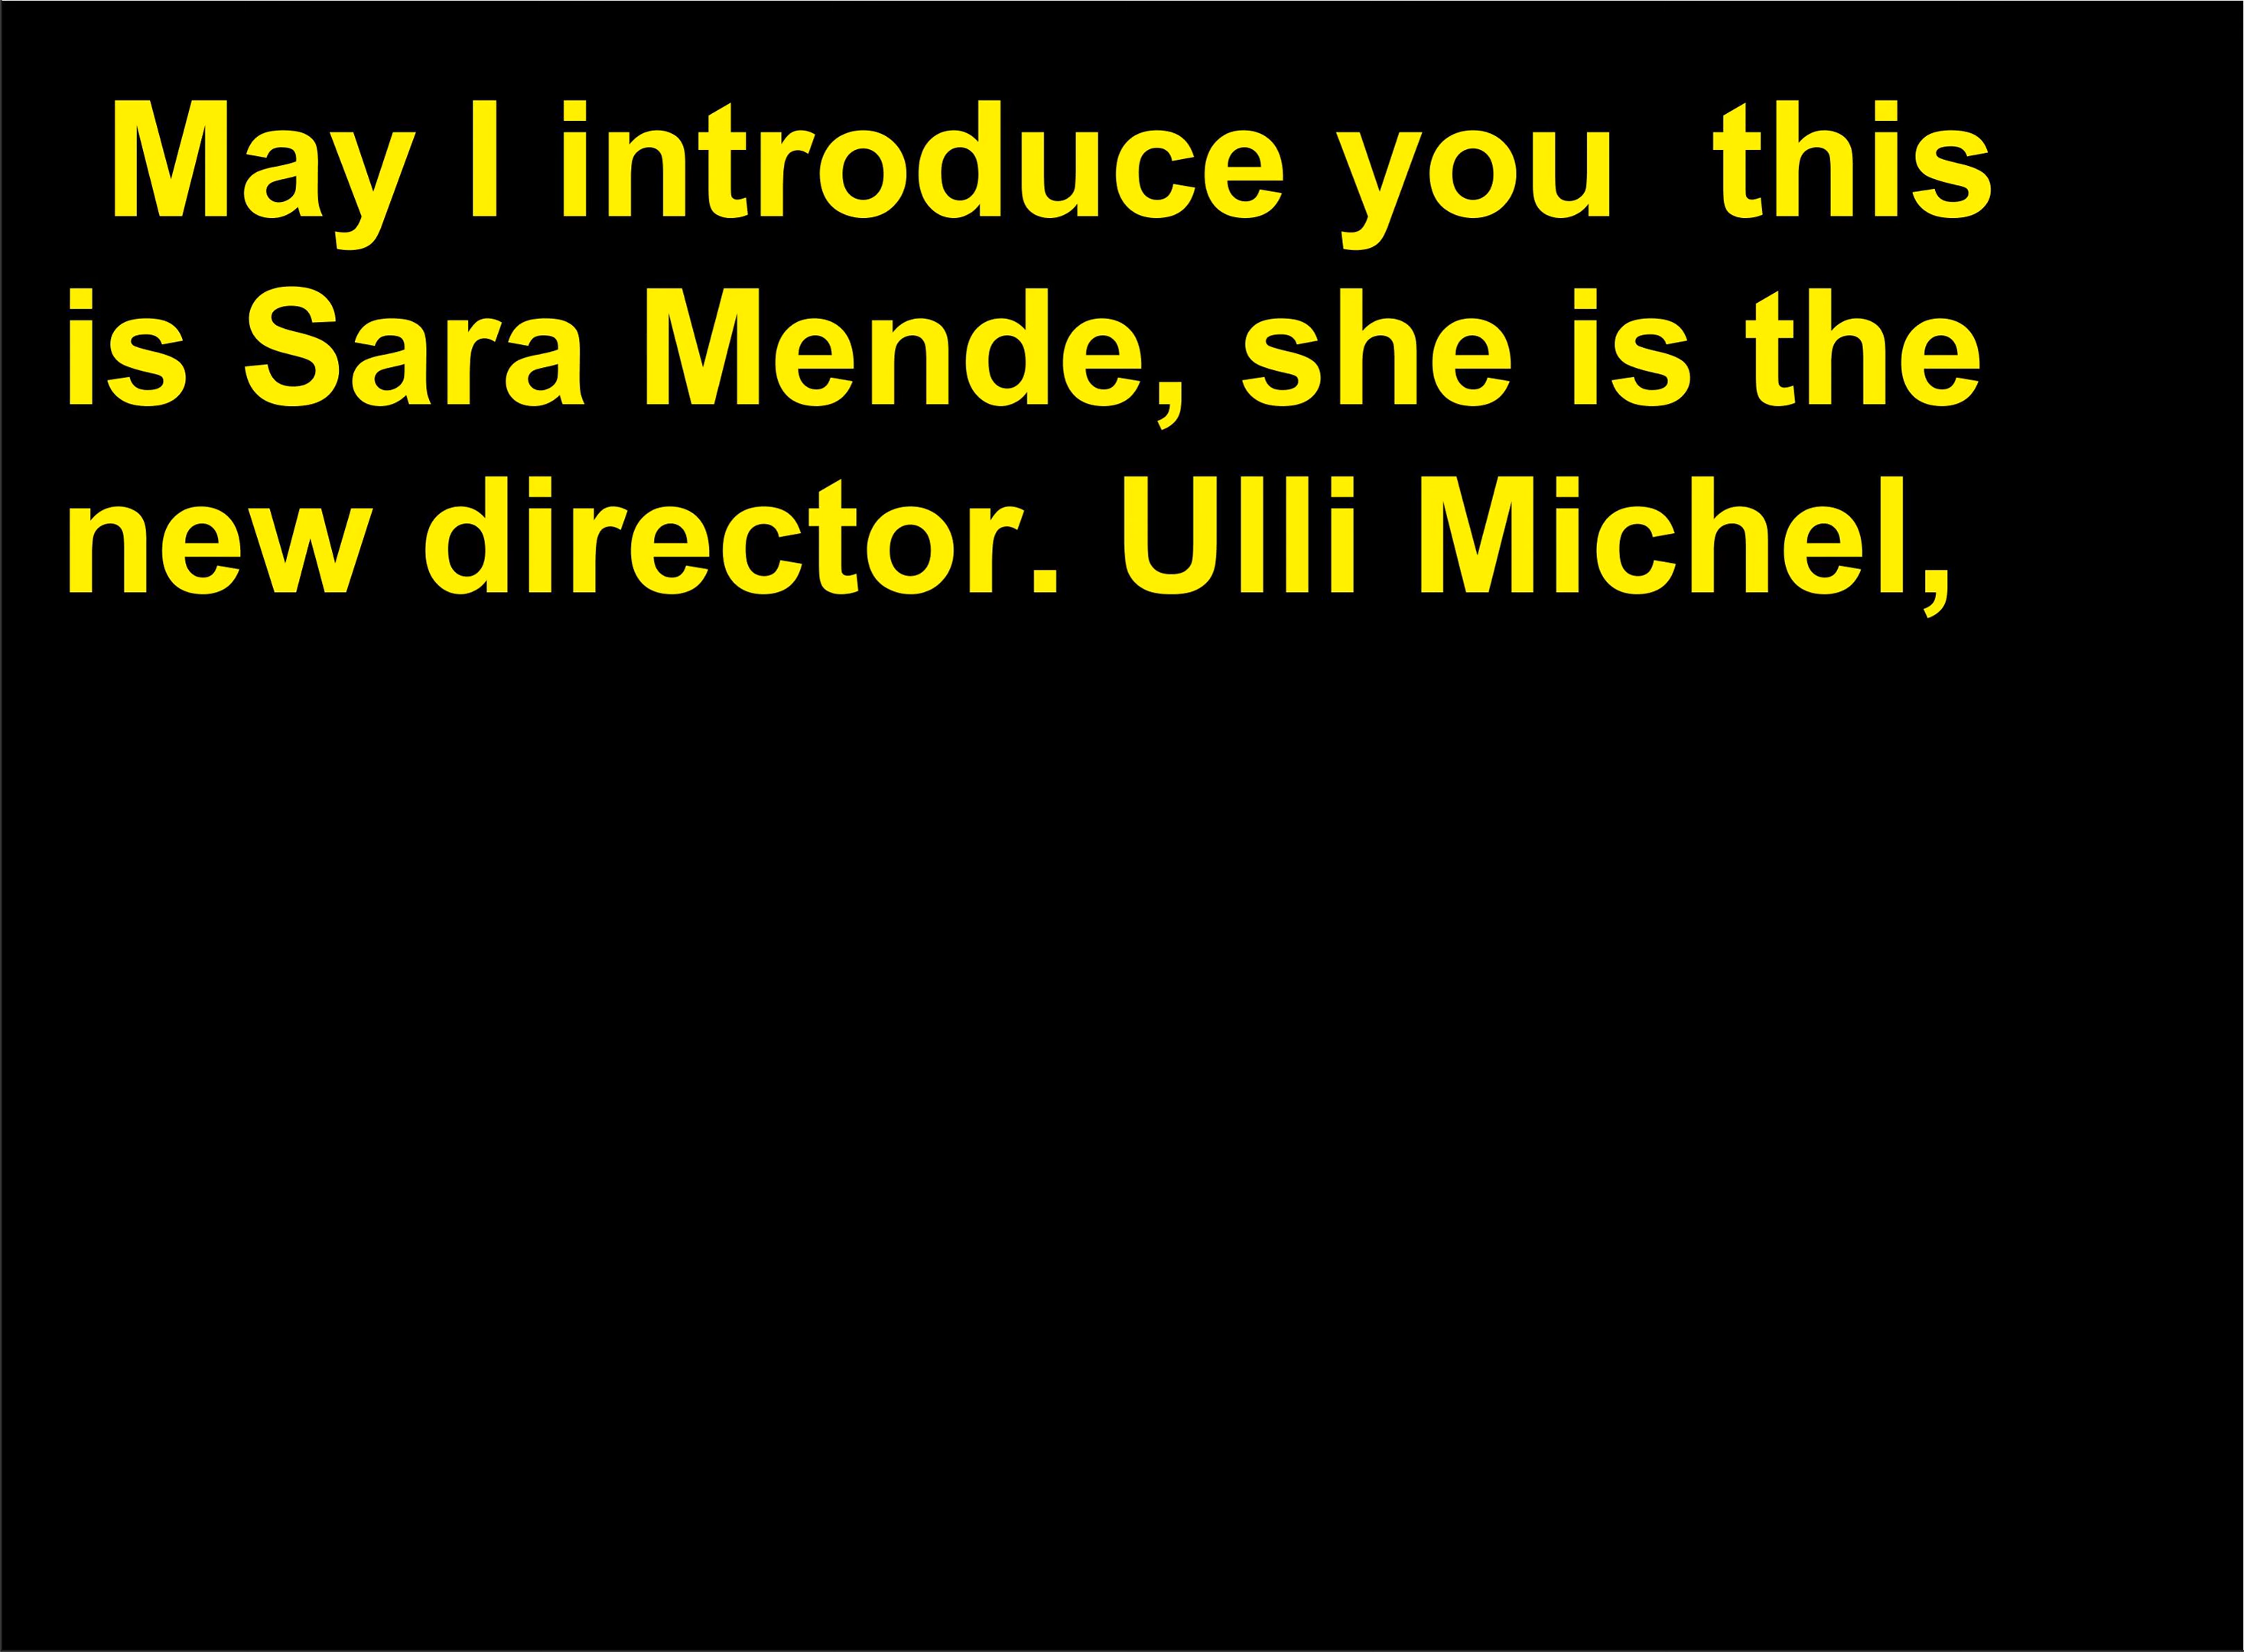 May I introduce you  this
is Sara Mende, she is the
new director. Ulli Michel,